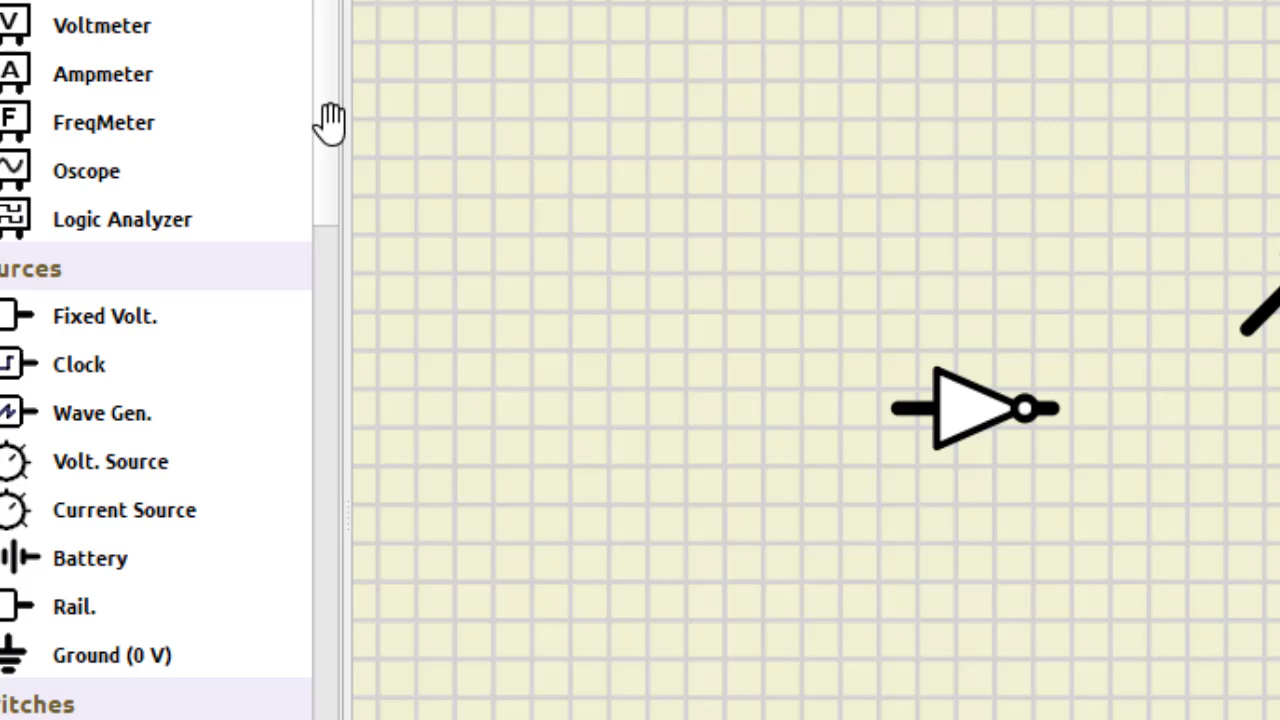 V Voltmeter
A Ampmeter
F FreqMeter
Oscope
Logic Analyzer
urces
Fixed Volt.
Clock
Wave Gen.
Volt. Source
Current Source
Battery
Rail.
Ground (0 V)
itches